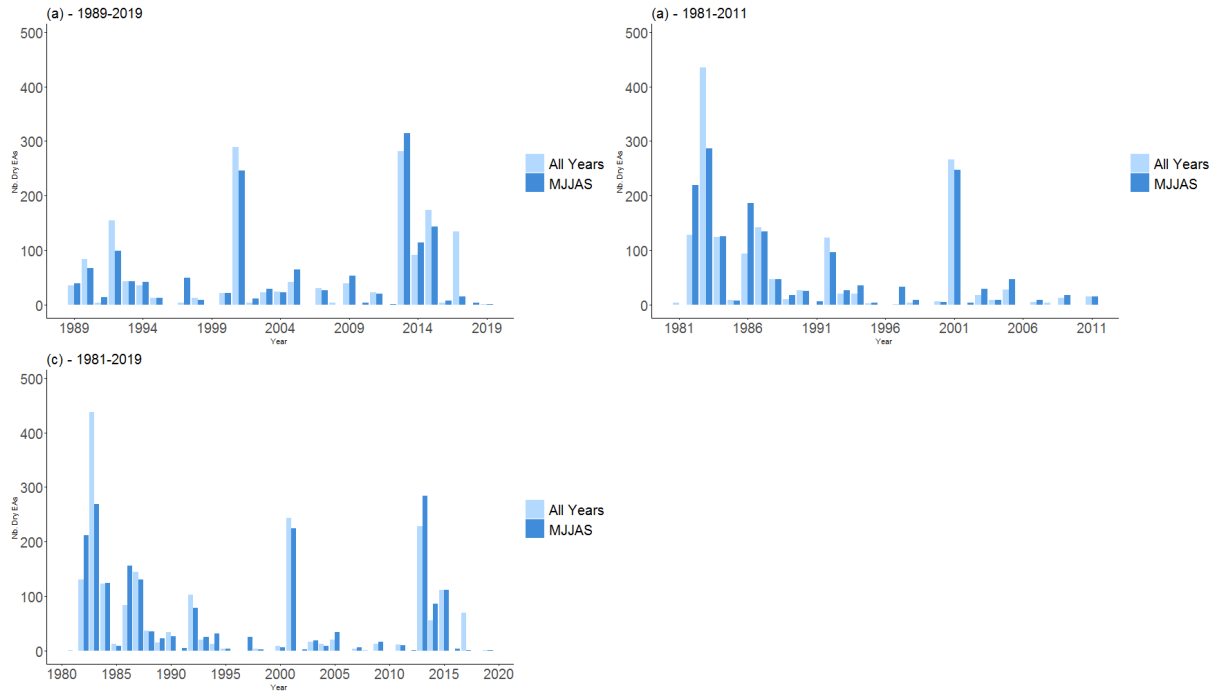 (a) - 1989-2019
500
400
300
200
100
0
Nb. Dry EAs
1989 1994 1999 2004 2009 2014 2019
Year
All Years
MJJAS
(a) - 1981-2011
500
400
300
200
100
0
Nb. Dry EAs
1981 1986 1991 1996 2001 2006 2011
Year
All Years
MJJAS
(c) - 1981-2019
500
400
300
200
100
0
Nb. Dry EAs
1980 1985 1990 1995 2000 2005 2010 2015 2020
Year
All Years
MJJAS